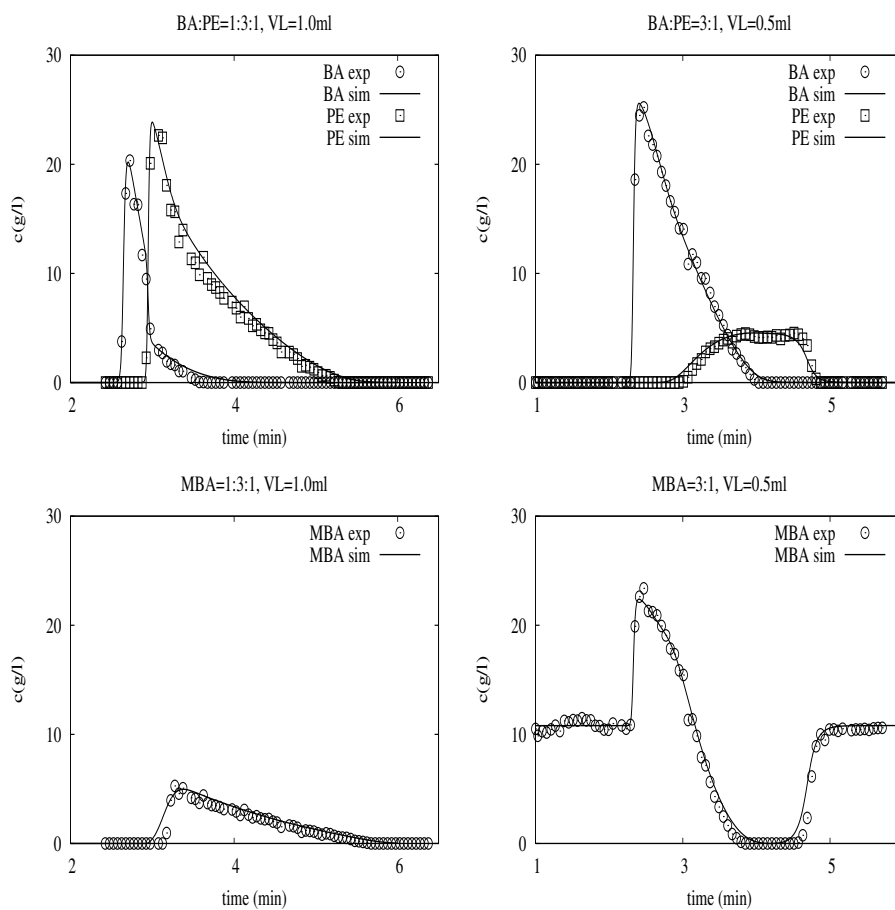 BA:PE=1:3:1, VL=1.0ml
30
20
10
0
c(g/l)
2
4
6
time (min)
BA exp
BA sim
PE exp
PE sim
BA:PE=3:1, VL=0.5ml
30
20
10
0
c(g/l)
1
3
5
time (min)
BA exp
BA sim
PE exp
PE sim
MBA=1:3:1, VL=1.0ml
30
20
10
0
c(g/l)
2
4
6
time (min)
MBA exp
MBA sim
MBA=3:1, VL=0.5ml
30
20
10
0
c(g/l)
1
3
5
time (min)
MBA exp
MBA sim